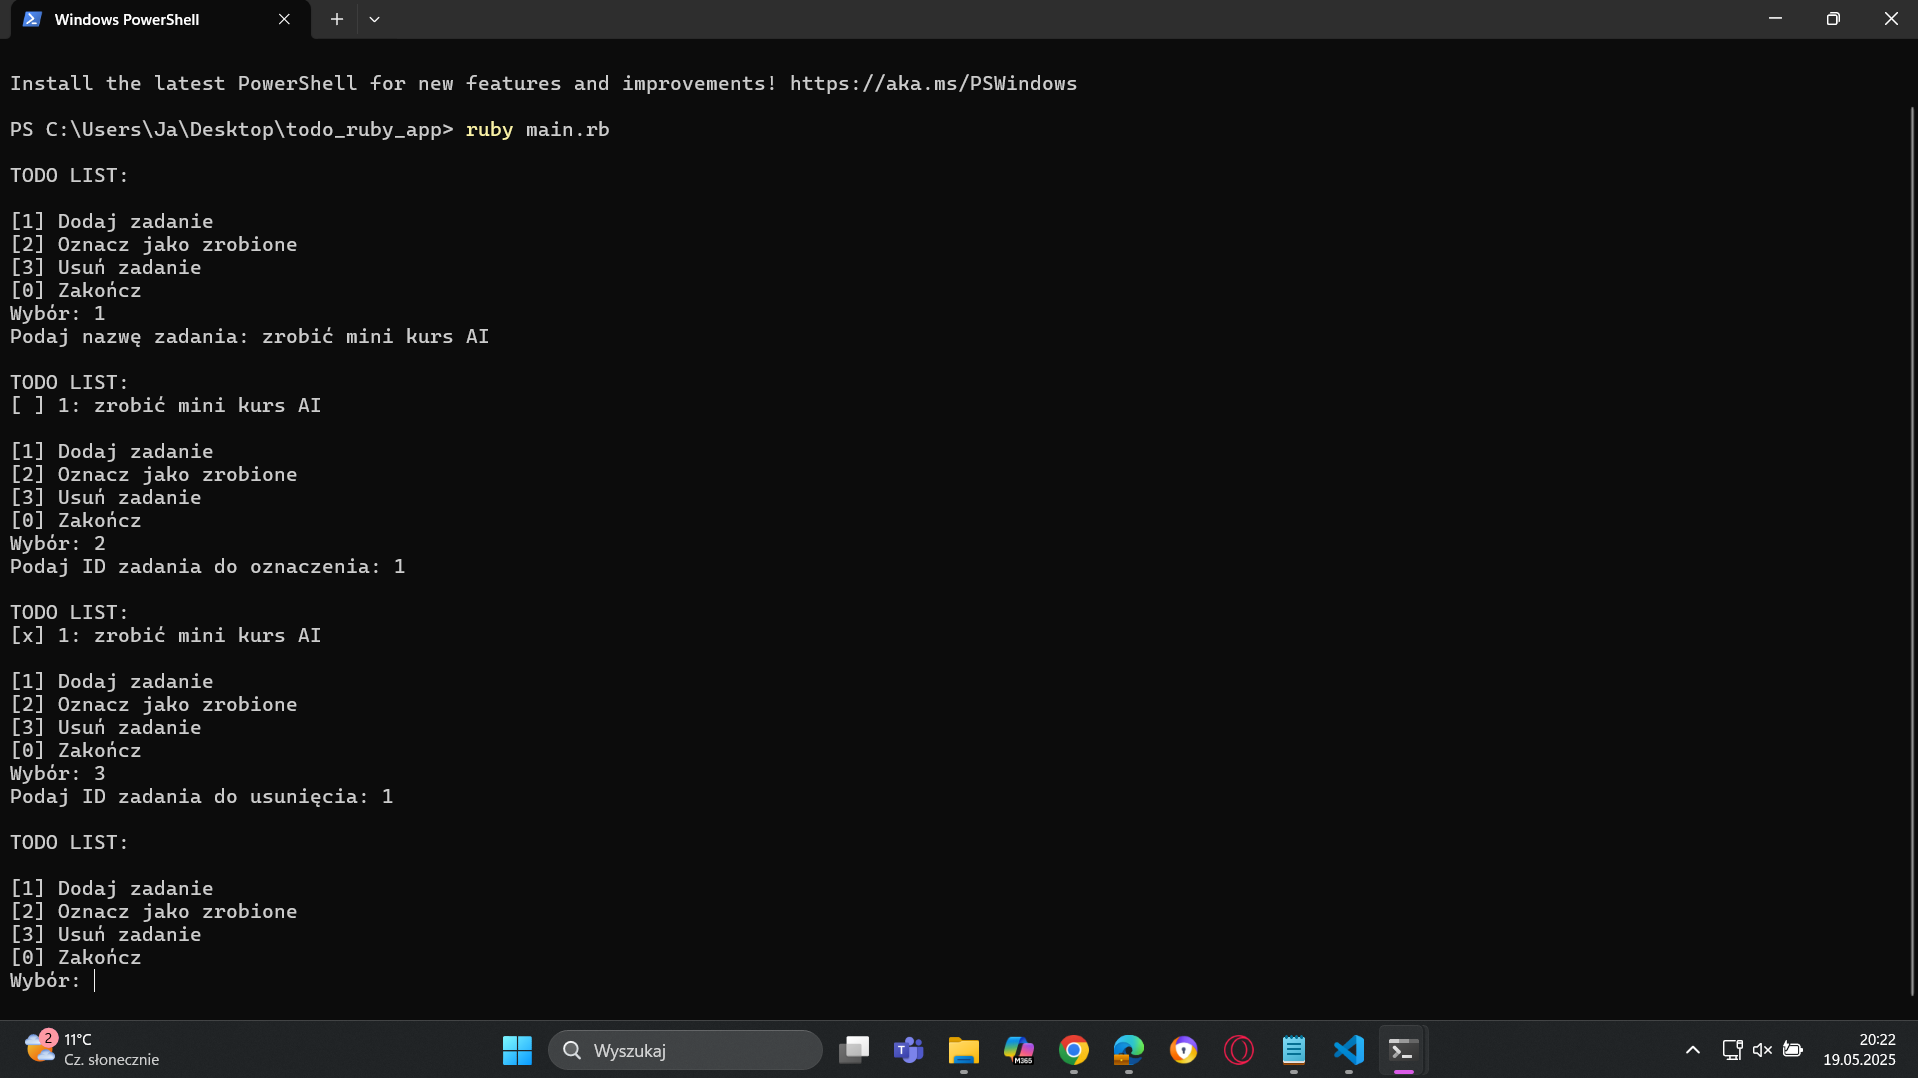 Windows PowerShell
Install the latest PowerShell for new features and improvements! https://aka.ms/PSWindows
PS C:\Users\Ja\Desktop\todo_ruby_app> ruby main.rb
TODO LIST:
[1] Dodaj zadanie
[2] Oznacz jako zrobione
[3] Usuń zadanie
[0] Zakończ
Wybór: 1
Podaj nazwę zadania: zrobić mini kurs AI
TODO LIST:
[ ] 1: zrobić mini kurs AI
[1] Dodaj zadanie
[2] Oznacz jako zrobione
[3] Usuń zadanie
[0] Zakończ
Wybór: 2
Podaj ID zadania do oznaczenia: 1
TODO LIST:
[x] 1: zrobić mini kurs AI
[1] Dodaj zadanie
[2] Oznacz jako zrobione
[3] Usuń zadanie
[0] Zakończ
Wybór: 3
Podaj ID zadania do usunięcia: 1
TODO LIST:
[1] Dodaj zadanie
[2] Oznacz jako zrobione
[3] Usuń zadanie
[0] Zakończ
Wybór:
2
11°C
Cz. słonecznie
Wyszukaj
T
M365
20:22
19.05.2025